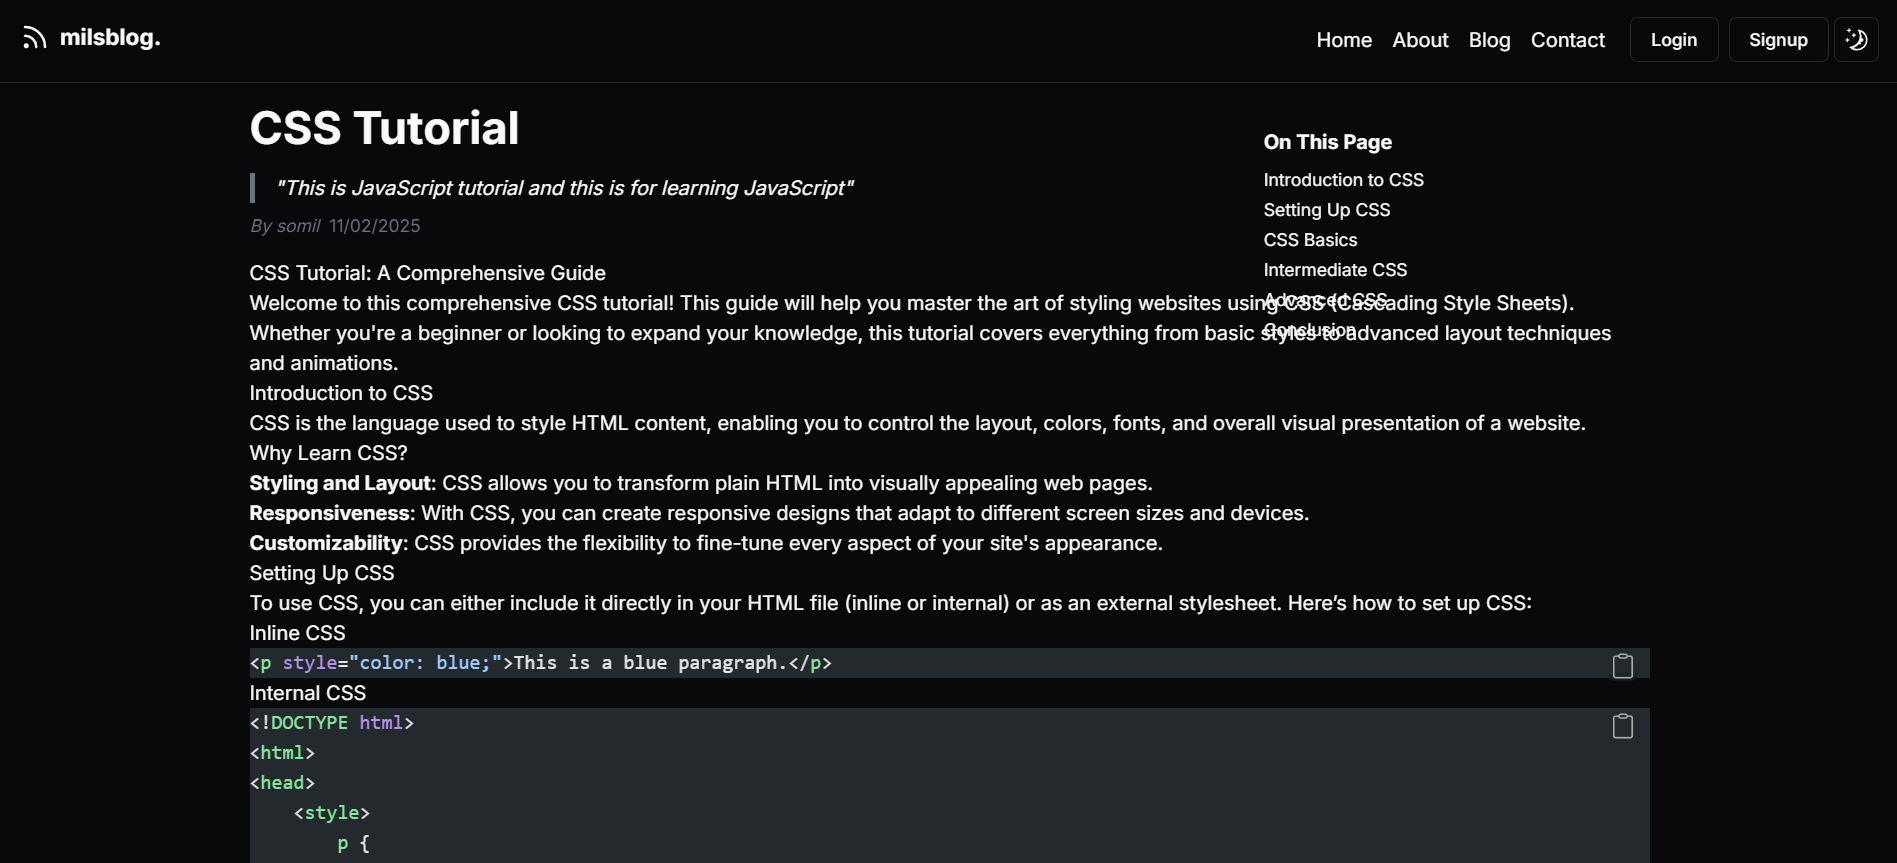 milsblog.
Home About Blog Contact Login Signup
CSS Tutorial
"This is JavaScript tutorial and this is for learning JavaScript"
By somil 11/02/2025
On This Page
Introduction to CSS
Setting Up CSS
CSS Basics
Intermediate CSS
Advanced CSS
Conclusion
CSS Tutorial: A Comprehensive Guide
Welcome to this comprehensive CSS tutorial! This guide will help you master the art of styling websites using CSS (Cascading Style Sheets).
Whether you're a beginner or looking to expand your knowledge, this tutorial covers everything from basic styles to advanced layout techniques
and animations.
Introduction to CSS
CSS is the language used to style HTML content, enabling you to control the layout, colors, fonts, and overall visual presentation of a website.
Why Learn CSS?
Styling and Layout: CSS allows you to transform plain HTML into visually appealing web pages.
Responsiveness: With CSS, you can create responsive designs that adapt to different screen sizes and devices.
Customizability: CSS provides the flexibility to fine-tune every aspect of your site's appearance.
Setting Up CSS
To use CSS, you can either include it directly in your HTML file (inline or internal) or as an external stylesheet. Here’s how to set up CSS:
Inline CSS
<p style="color: blue;">This is a blue paragraph.</p>
Internal CSS
<!DOCTYPE html>
<html>
<head>
    <style>
        p {